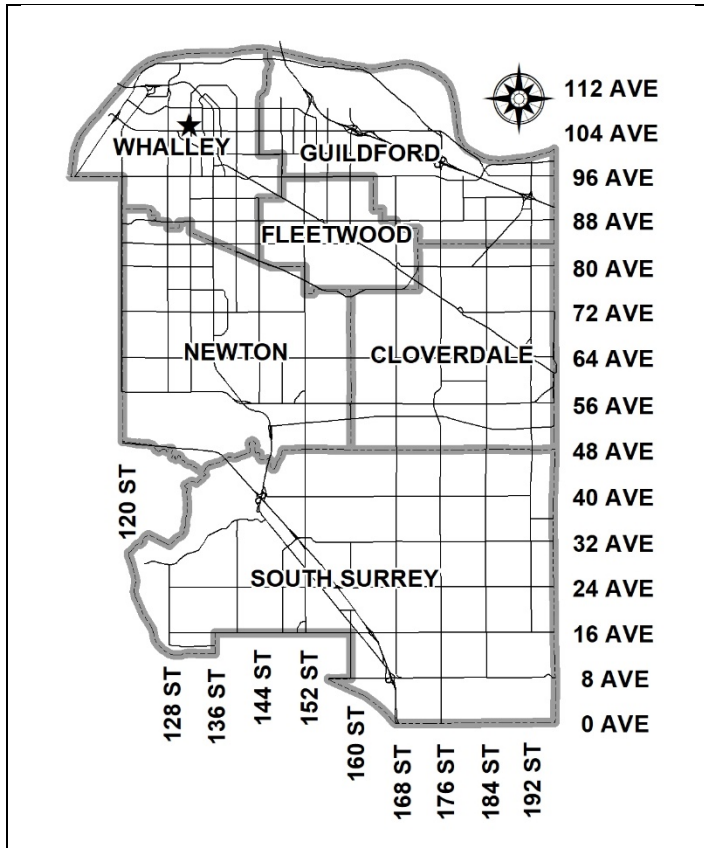 112 AVE
104 AVE
WHALLEY
GUILDFORD
96 AVE
88 AVE
FLEETWOOD
80 AVE
72 AVE
NEWTON
CLOVERDALE
64 AVE
56 AVE
48 AVE
120 ST
40 AVE
32 AVE
SOUTH SURREY
24 AVE
16 AVE
128 ST
136 ST
144 ST
152 ST
160 ST
8 AVE
0 AVE
168 ST
176 ST
184 ST
192 ST